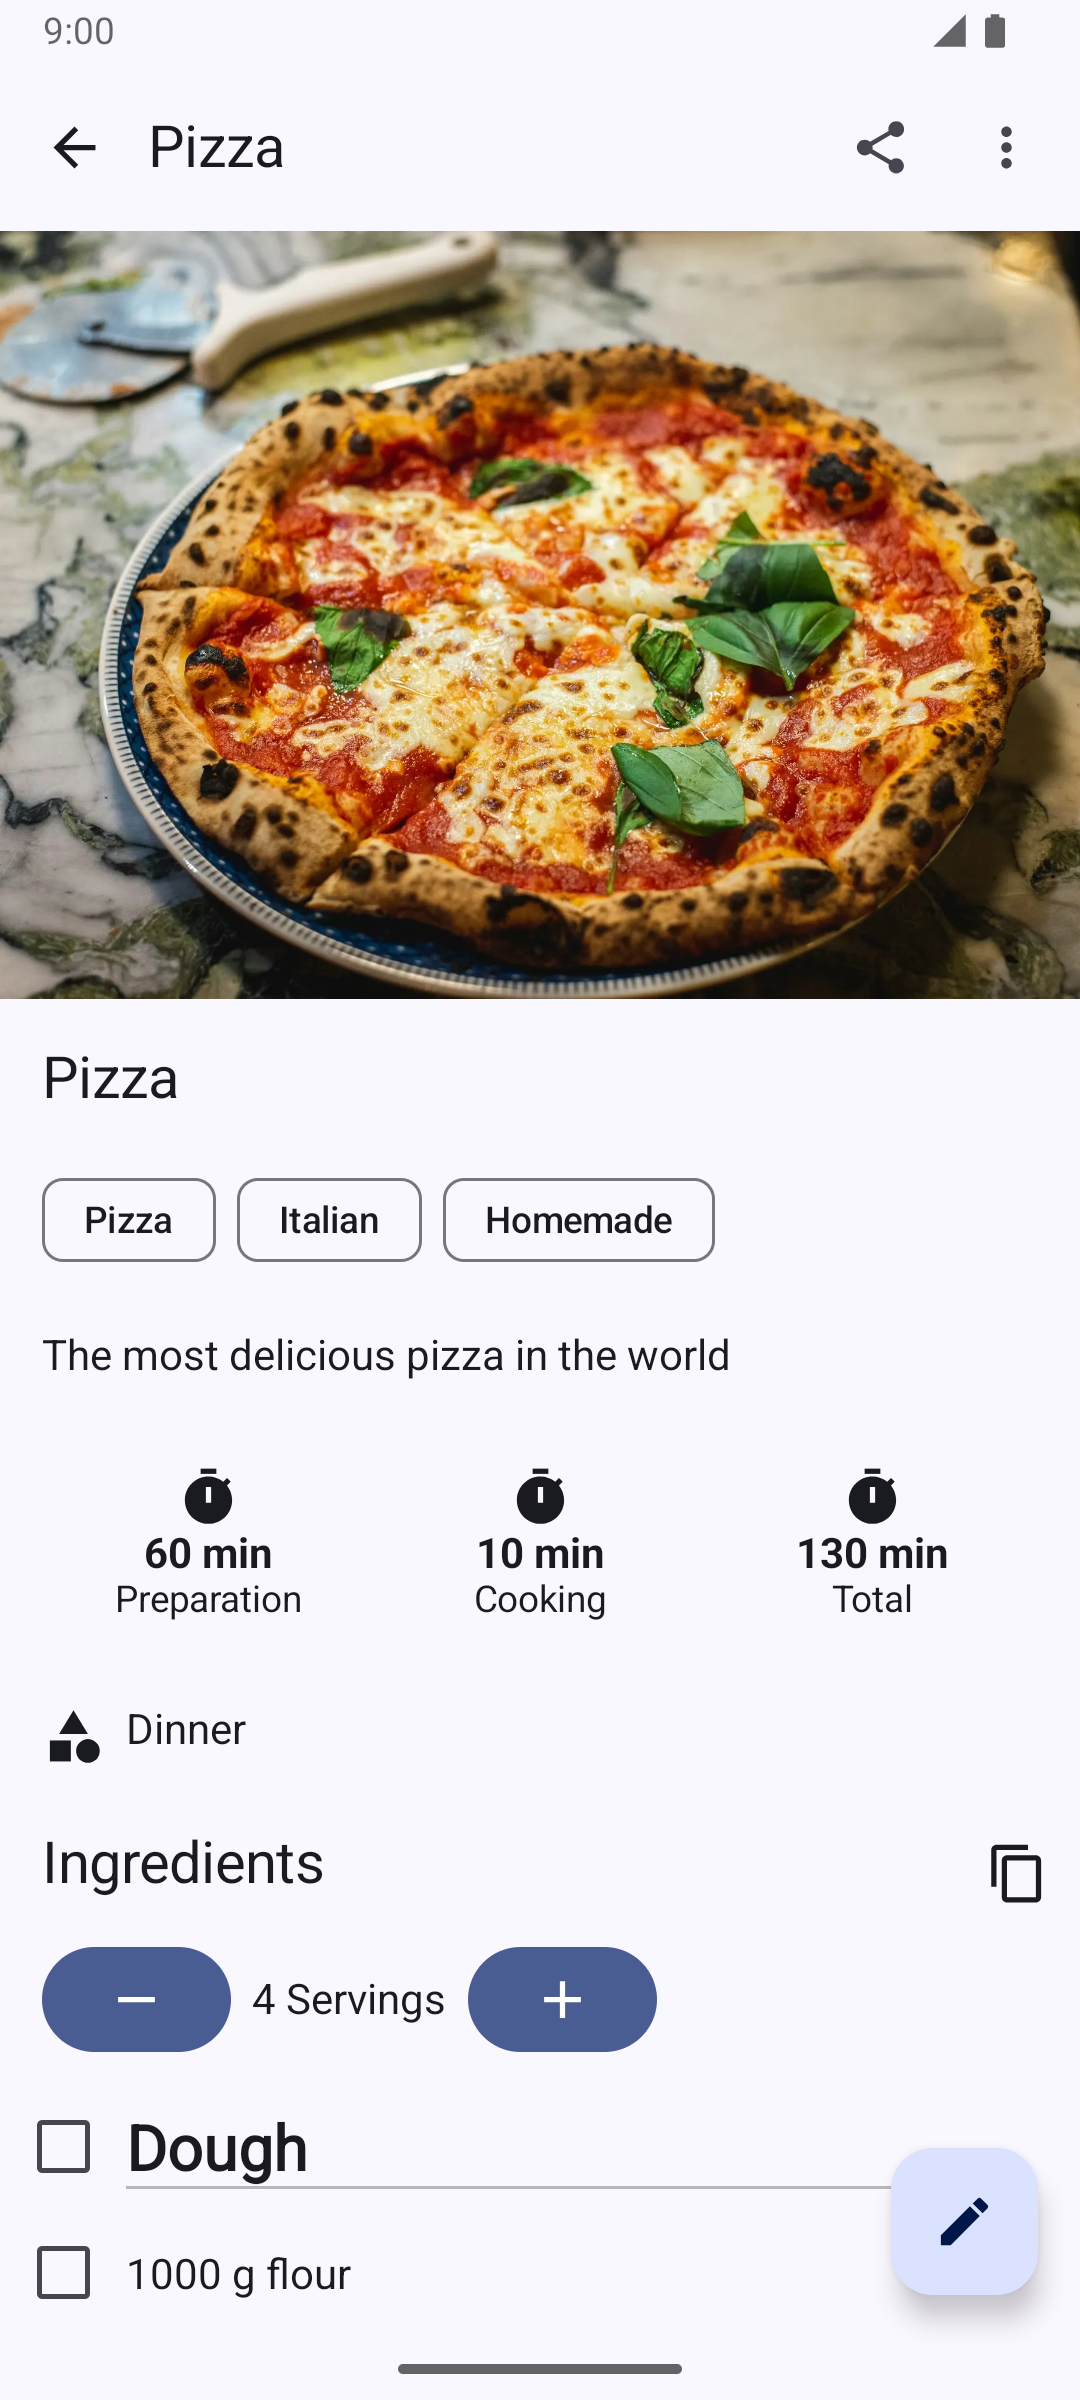 9:00
Pizza
Pizza
Pizza Italian Homemade
The most delicious pizza in the world
60 min 10 min 130 min
Preparation Cooking Total
Dinner
Ingredients
4 Servings
Dough
1000 g flour